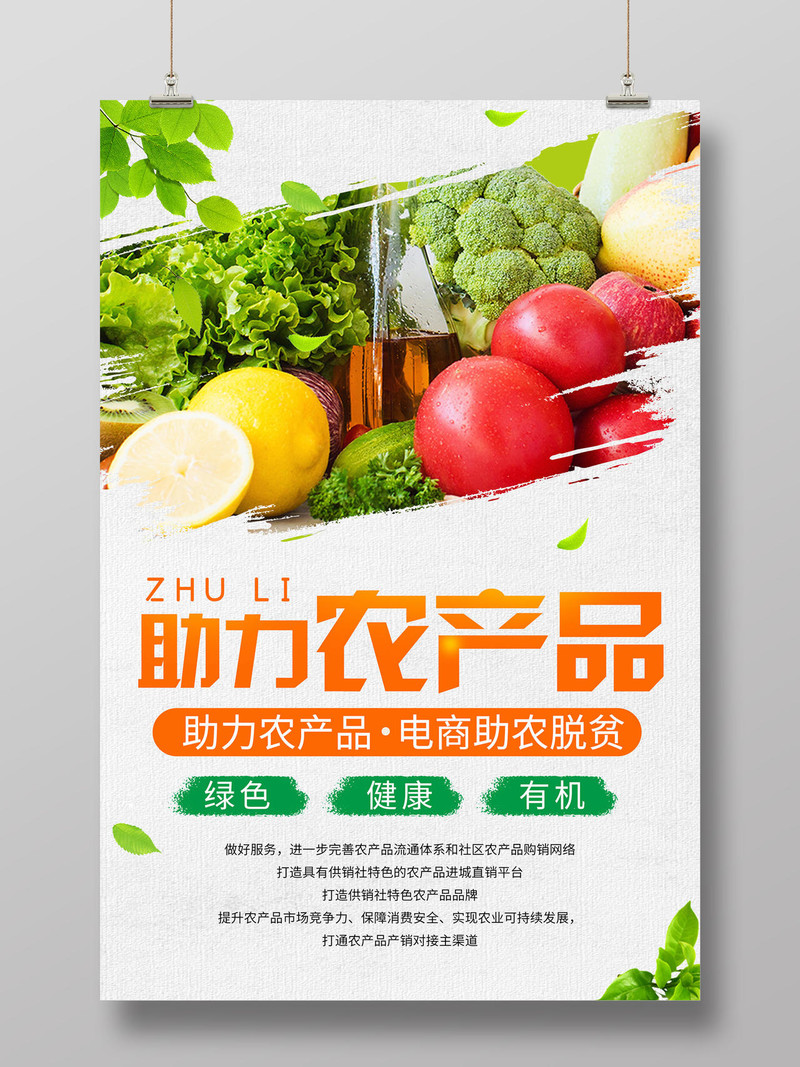 ZHU LI
助力农产品
助力农产品·电商助农脱贫
绿色 健康 有机
做好服务，进一步完善农产品流通体系和社区农产品购销网络
打造具有供销社特色的农产品进城直销平台
打造供销社特色农产品品牌
提升农产品市场竞争力、保障消费安全、实现农业可持续发展，
打通农产品产销对接主渠道